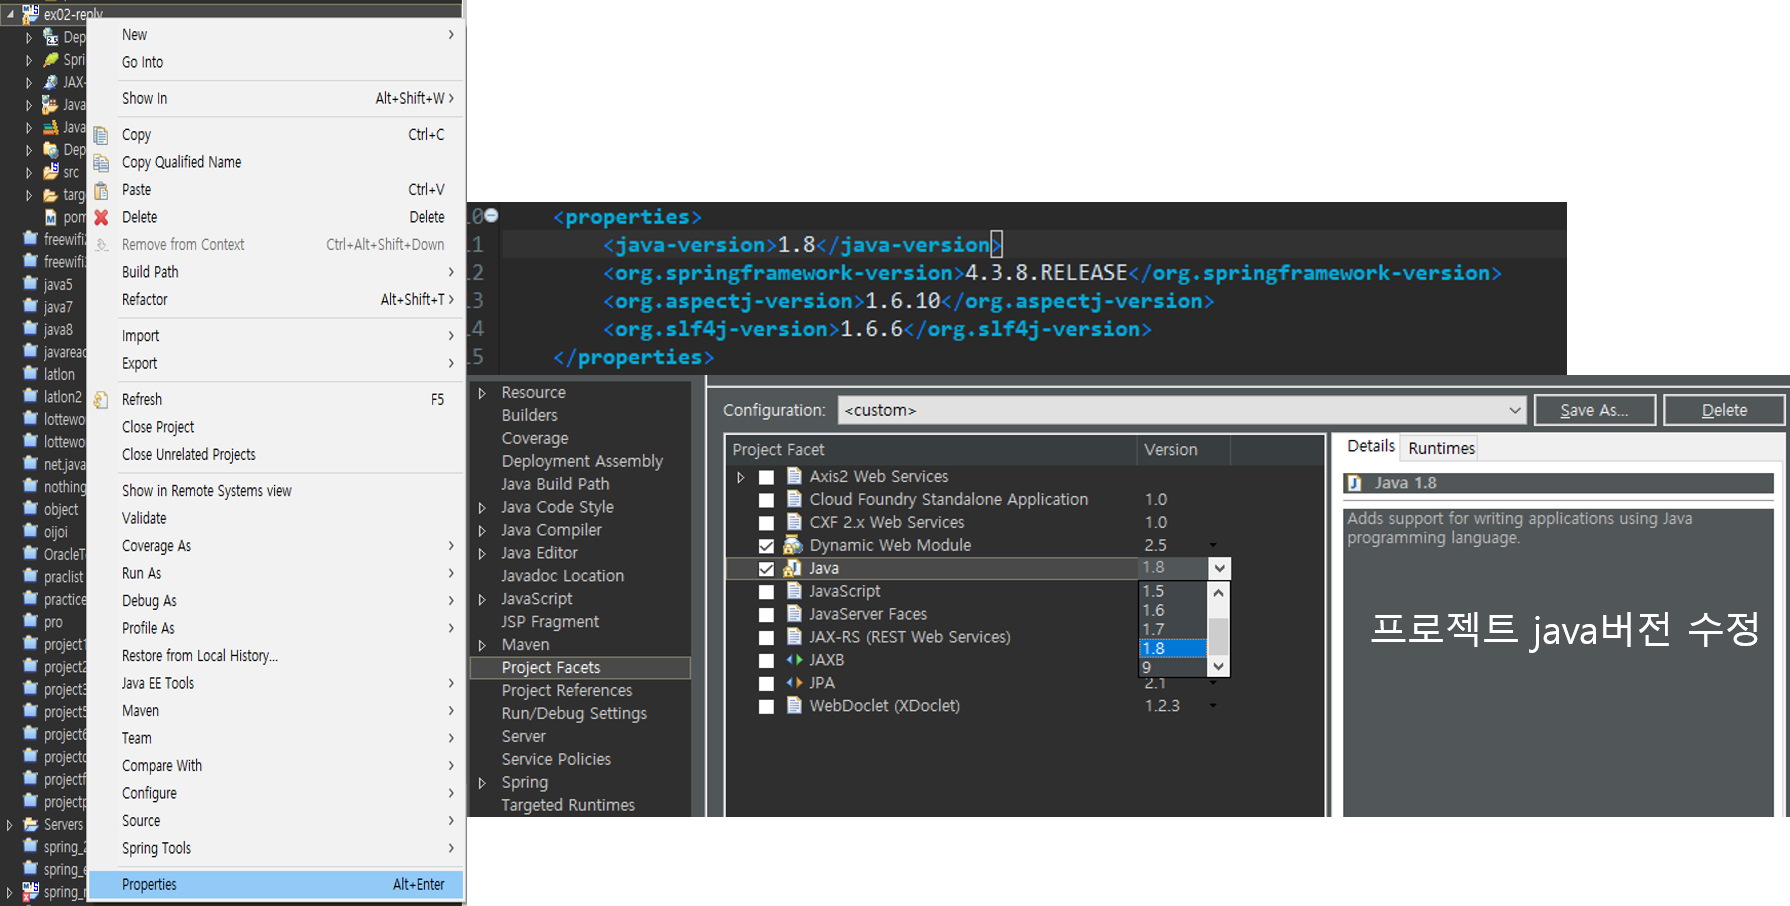 ex02-reply
Dep
Spri
JAX-
Java
Java
Dep
src
targ
pom
freewifi
freewifi
java5
java7
java8
javareac
latlon
latlon2
lottewo
lottewo
net.java
nothing
object
oijoi
OracleTe
praclist
practice
pro
project1
project2
project3
project5
project6
projectc
projectf
projectp
Servers
spring_2
spring_e
spring_r
New
Go Into
Show In Alt+Shift+W
Copy Ctrl+C
Copy Qualified Name
Paste Ctrl+V
Delete Delete
Remove from Context Ctrl+Alt+Shift+Down
Build Path
Refactor Alt+Shift+T
Import
Export
Refresh F5
Close Project
Close Unrelated Projects
Show in Remote Systems view
Validate
Coverage As
Run As
Debug As
Profile As
Restore from Local History...
Java EE Tools
Maven
Team
Compare With
Configure
Source
Spring Tools
Properties Alt+Enter
10 <properties>
11 <java-version>1.8</java-version>
12 <org.springframework-version>4.3.8.RELEASE</org.springframework-version>
13 <org.aspectj-version>1.6.10</org.aspectj-version>
14 <org.slf4j-version>1.6.6</org.slf4j-version>
15 </properties>
Resource
Builders
Coverage
Deployment Assembly
Java Build Path
Java Code Style
Java Compiler
Java Editor
Javadoc Location
JavaScript
JSP Fragment
Maven
Project Facets
Project References
Run/Debug Settings
Server
Service Policies
Spring
Targeted Runtimes
Configuration: <custom> Save As... Delete
Project Facet Version
Axis2 Web Services
Cloud Foundry Standalone Application 1.0
CXF 2.x Web Services 1.0
Dynamic Web Module 2.5
Java 1.8
JavaScript
JavaServer Faces
JAX-RS (REST Web Services)
JAXB
JPA 2.1
WebDoclet (XDoclet) 1.2.3
1.5
1.6
1.7
1.8
9
Details Runtimes
Java 1.8
Adds support for writing applications using Java
programming language.
프로젝트 java버전 수정